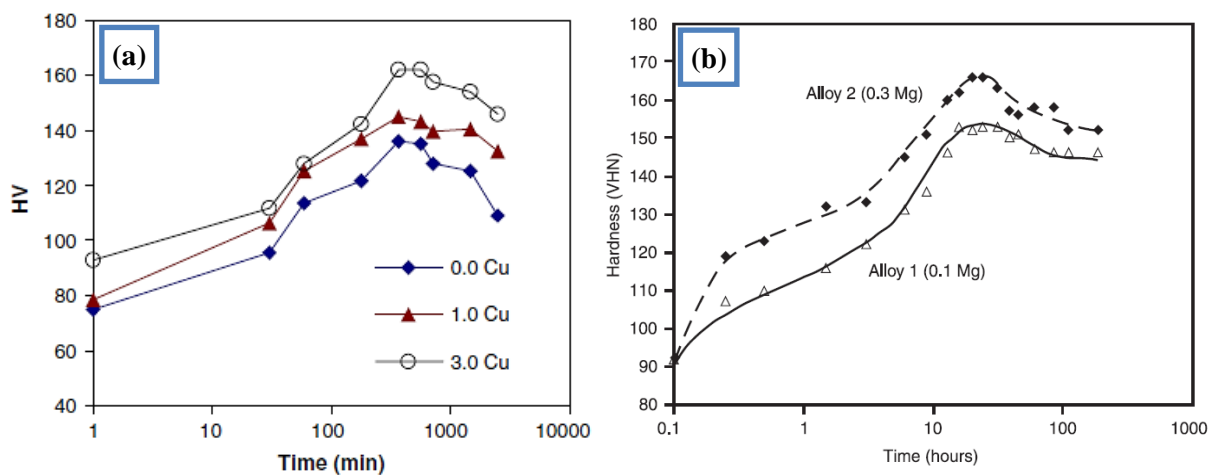 (a)
HV
180
160
140
120
100
80
60
40
1 10 100 1000 10000
Time (min)
0.0 Cu
1.0 Cu
3.0 Cu
(b)
Hardness (VHN)
180
170
160
150
140
130
120
110
100
90
80
0.1 1 10 100 1000
Time (hours)
Alloy 2 (0.3 Mg)
Alloy 1 (0.1 Mg)